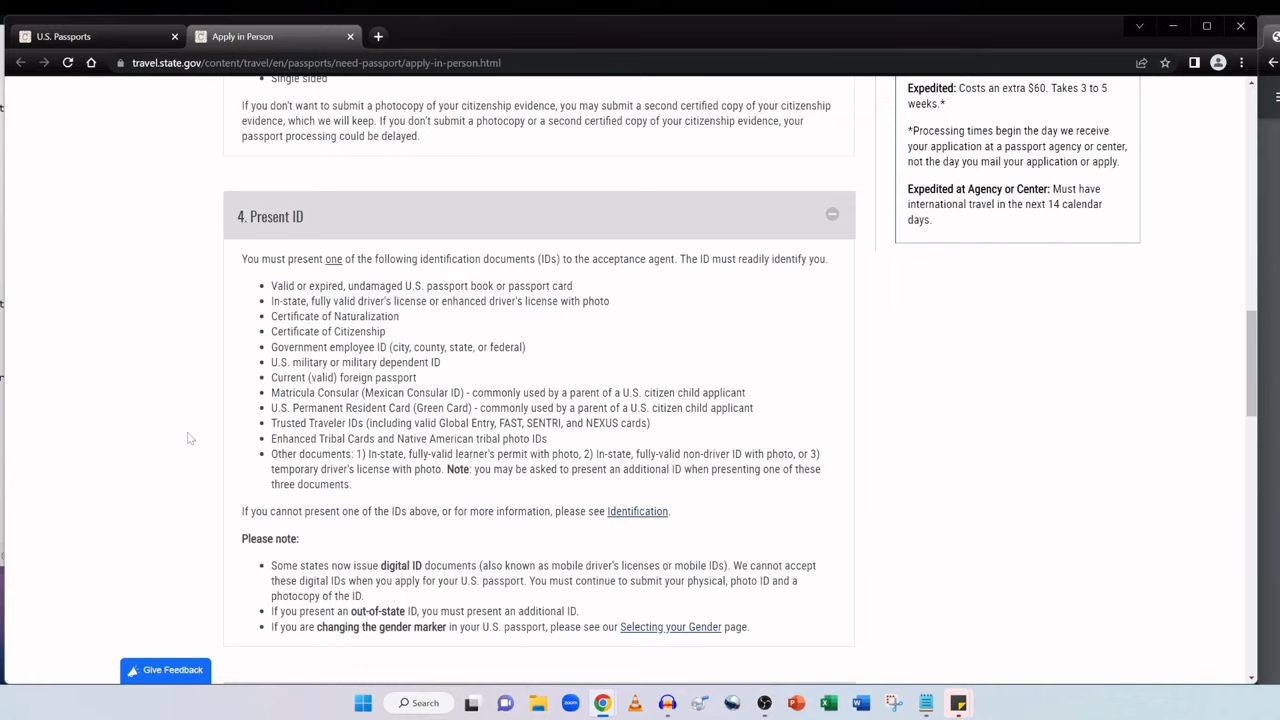 U.S. Passports
Apply in Person
travel.state.gov/content/travel/en/passports/need-passport/apply-in-person.html
Single sided
If you don't want to submit a photocopy of your citizenship evidence, you may submit a second certified copy of your citizenship
evidence, which we will keep. If you don't submit a photocopy or a second certified copy of your citizenship evidence, your
passport processing could be delayed.
4. Present ID
You must present one of the following identification documents (IDs) to the acceptance agent. The ID must readily identify you.
Valid or expired, undamaged U.S. passport book or passport card
In-state, fully valid driver's license or enhanced driver's license with photo
Certificate of Naturalization
Certificate of Citizenship
Government employee ID (city, county, state, or federal)
U.S. military or military dependent ID
Current (valid) foreign passport
Matricula Consular (Mexican Consular ID) - commonly used by a parent of a U.S. citizen child applicant
U.S. Permanent Resident Card (Green Card) - commonly used by a parent of a U.S. citizen child applicant
Trusted Traveler IDs (including valid Global Entry, FAST, SENTRI, and NEXUS cards)
Enhanced Tribal Cards and Native American tribal photo IDs
Other documents: 1) In-state, fully-valid learner's permit with photo, 2) In-state, fully-valid non-driver ID with photo, or 3)
temporary driver's license with photo. Note: you may be asked to present an additional ID when presenting one of these
three documents.
If you cannot present one of the IDs above, or for more information, please see Identification.
Please note:
Some states now issue digital ID documents (also known as mobile driver's licenses or mobile IDs). We cannot accept
these digital IDs when you apply for your U.S. passport. You must continue to submit your physical, photo ID and a
photocopy of the ID.
If you present an out-of-state ID, you must present an additional ID.
If you are changing the gender marker in your U.S. passport, please see our Selecting your Gender page.
Expedited: Costs an extra $60. Takes 3 to 5
weeks.*
*Processing times begin the day we receive
your application at a passport agency or center,
not the day you mail your application or apply.
Expedited at Agency or Center: Must have
international travel in the next 14 calendar
days.
Give Feedback
Search